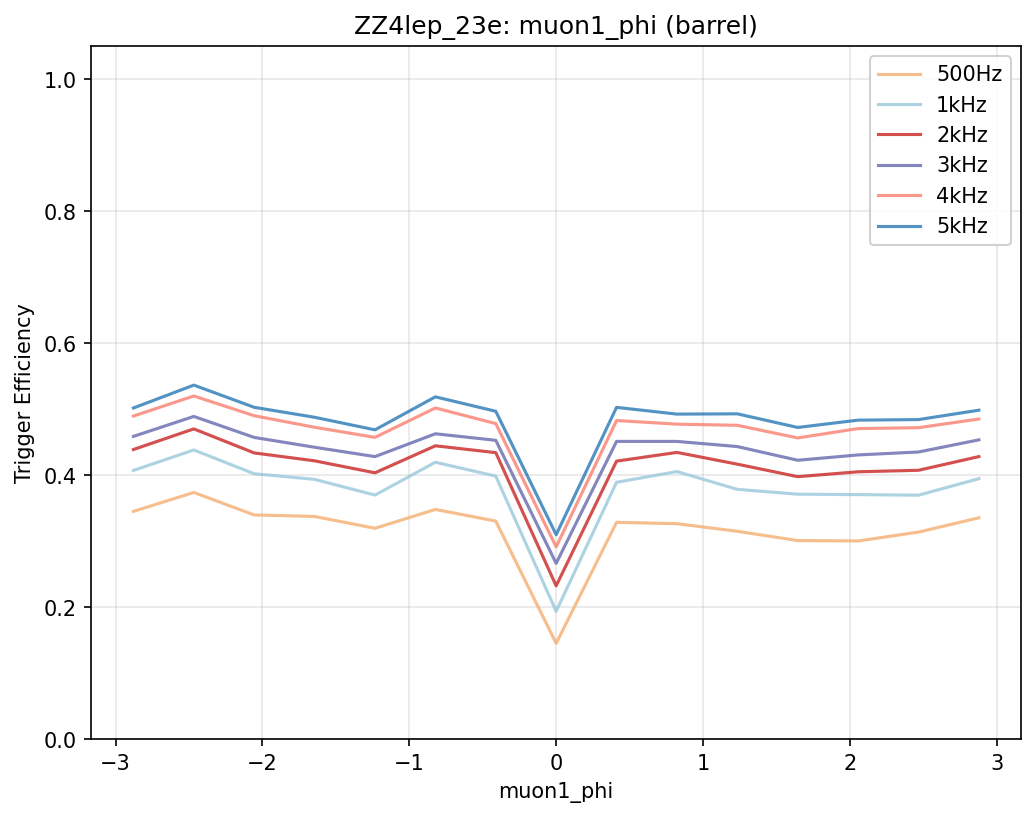 ZZ4lep_23e: muon1_phi (barrel)
Trigger Efficiency
1.0
0.8
0.6
0.4
0.2
0.0
500Hz
1kHz
2kHz
3kHz
4kHz
5kHz
−3
−2
−1
0
1
2
3
muon1_phi